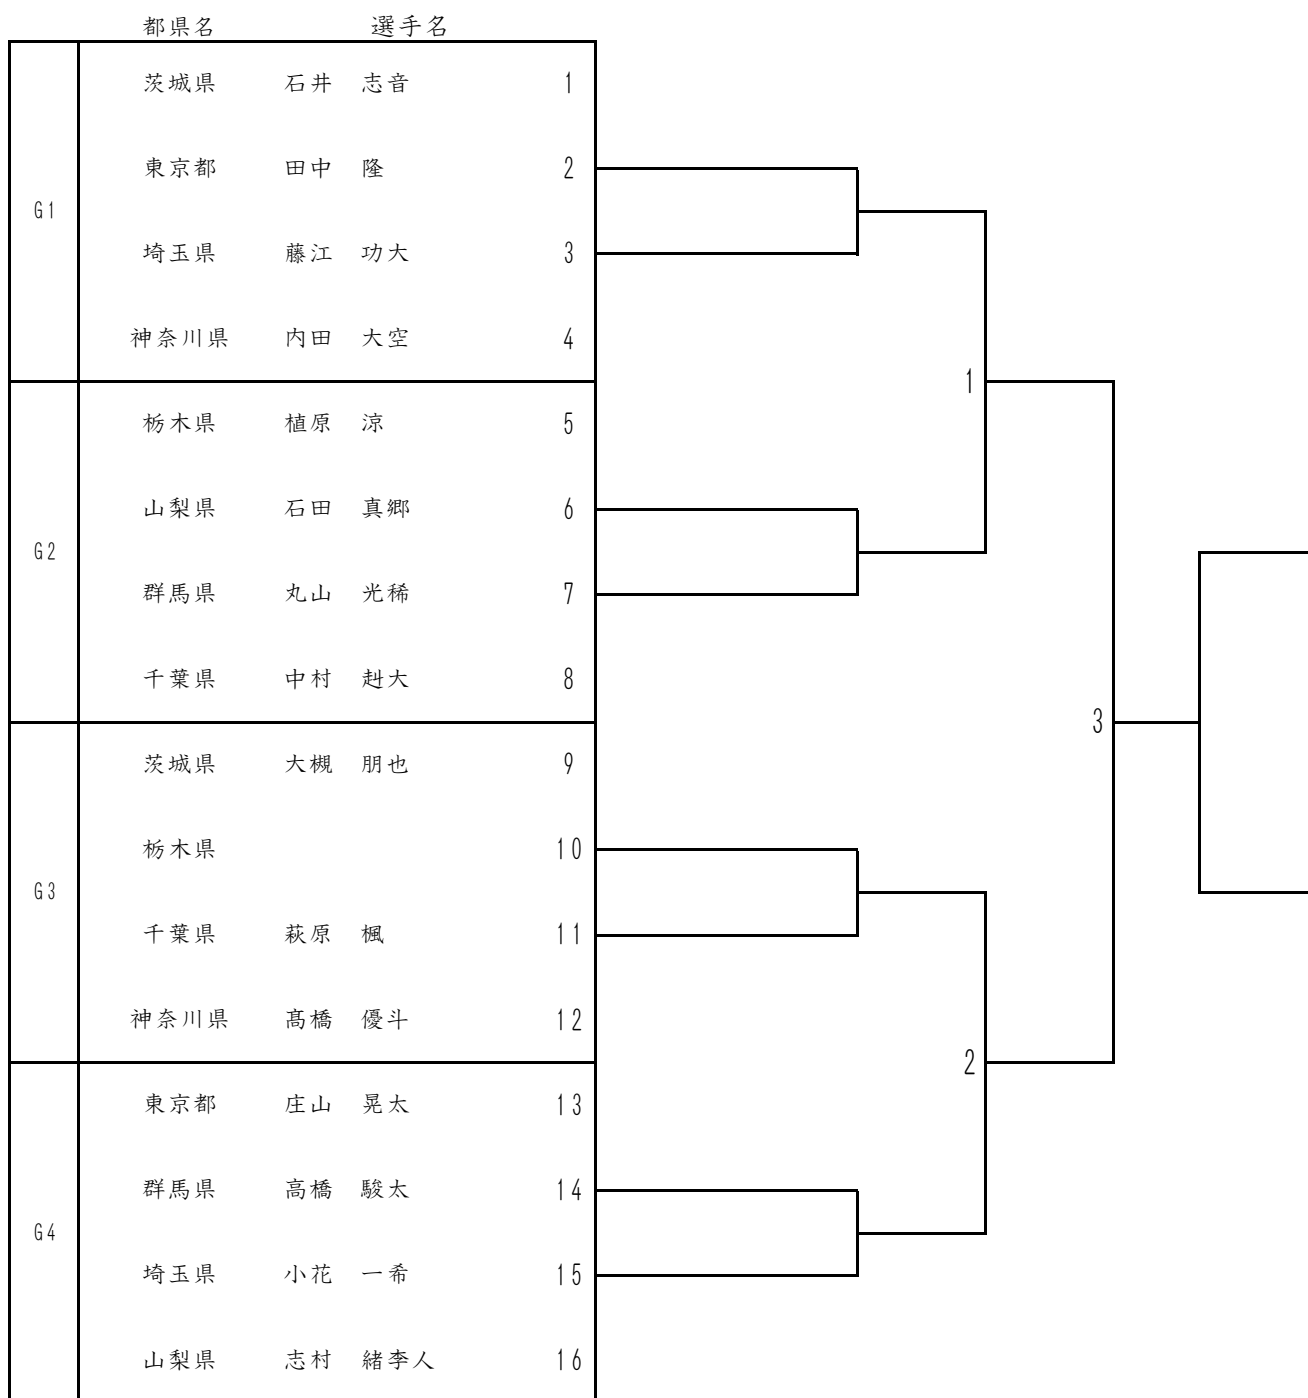 都県名 選手名
茨城県 石井 志音 1
東京都 田中 隆 2
G1
埼玉県 藤江 功大 3
神奈川県 内田 大空 4
1
栃木県 植原 涼 5
山梨県 石田 真郷 6
G2
群馬県 丸山 光稀 7
千葉県 中村 赳大 8
3
茨城県 大槻 朋也 9
栃木県 10
G3
千葉県 萩原 楓 11
神奈川県 髙橋 優斗 12
2
東京都 庄山 晃太 13
群馬県 高橋 駿太 14
G4
埼玉県 小花 一希 15
山梨県 志村 緒李人 16